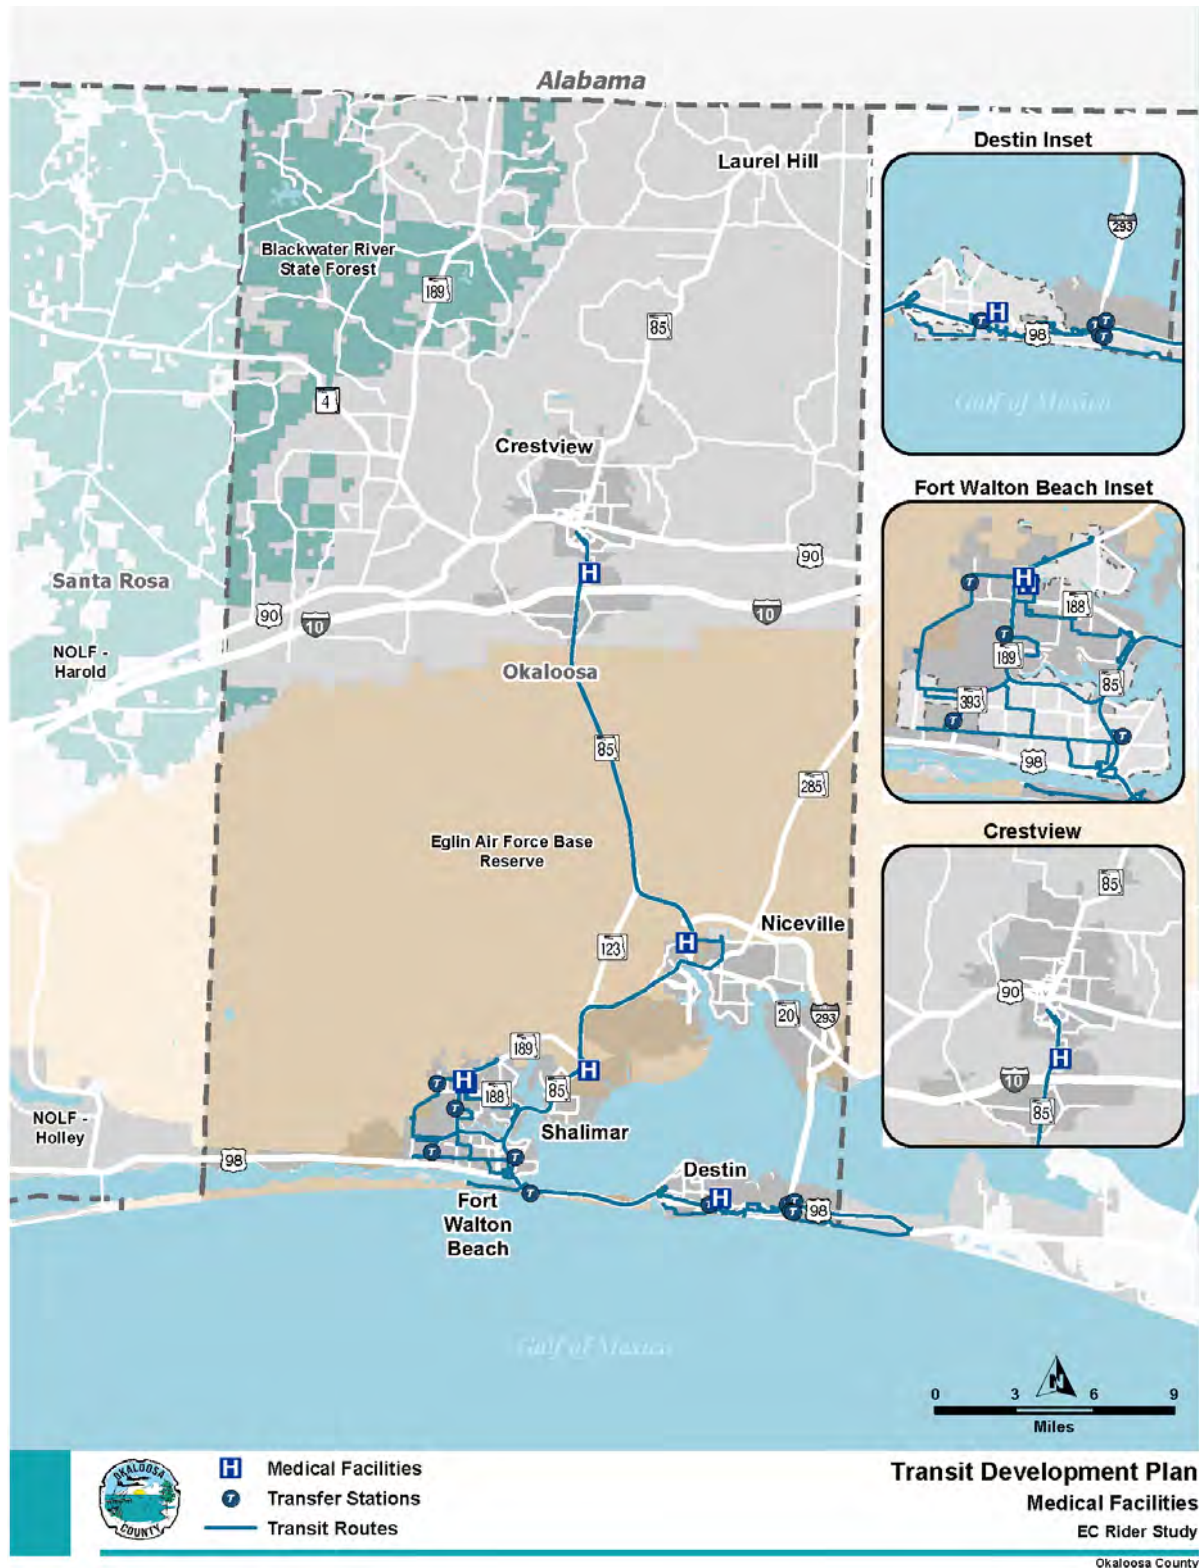 Alabama
Destin Inset
Laurel Hill
293
Blackwater River
State Forest
189
85
98
Gulf of Mexico
4
Crestview
Fort Walton Beach Inset
90
Santa Rosa
H
T
188
90
10
10
NOLF -
Harold
Okaloosa
T
189
85
393
T
T
98
85
285
Crestview
Eglin Air Force Base
Reserve
85
Niceville
123
H
90
20
293
189
H
10
85
T
H
188
85
H
T
NOLF -
Holley
Shalimar
98
T
T
Destin
Fort
Walton
Beach
T
H
T
98
Gulf of Mexico
N
0 3 6 9
Miles
OKALOOSA
COUNTY
H Medical Facilities
T Transfer Stations
Transit Routes
Transit Development Plan
Medical Facilities
EC Rider Study
Okaloosa County